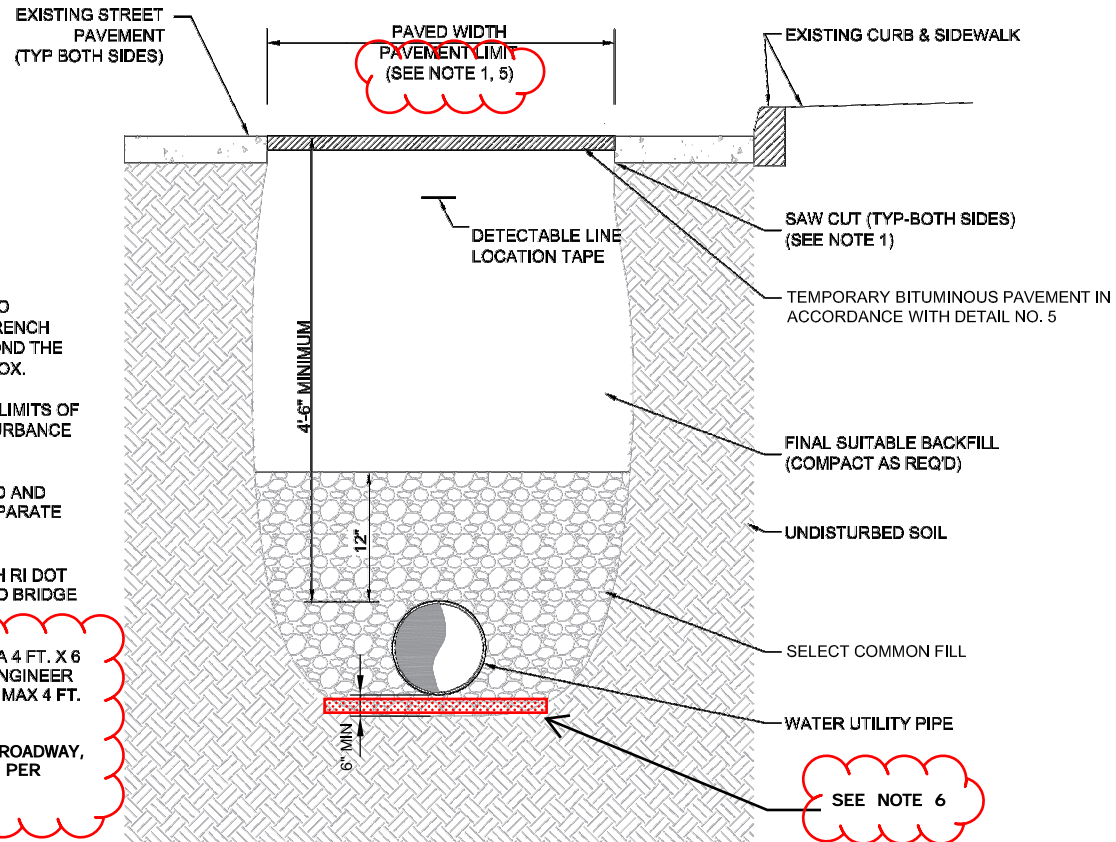 EXISTING STREET
PAVEMENT
(TYP BOTH SIDES)
PAVED WIDTH
PAVEMENT LIMIT
(SEE NOTE 1, 5)
EXISTING CURB & SIDEWALK
DETECTABLE LINE
LOCATION TAPE
SAW CUT (TYP-BOTH SIDES)
(SEE NOTE 1)
TEMPORARY BITUMINOUS PAVEMENT IN
ACCORDANCE WITH DETAIL NO. 5
4'-6" MINIMUM
FINAL SUITABLE BACKFILL
(COMPACT AS REQ'D)
12"
UNDISTURBED SOIL
SELECT COMMON FILL
WATER UTILITY PIPE
6" MIN
SEE NOTE 6
O
RENCH
OND THE
OX.
LIMITS OF
URBANCE
D AND
PARATE
H RI DOT
D BRIDGE
A 4 FT. X 6
NGINEER
MAX 4 FT.
ROADWAY,
PER